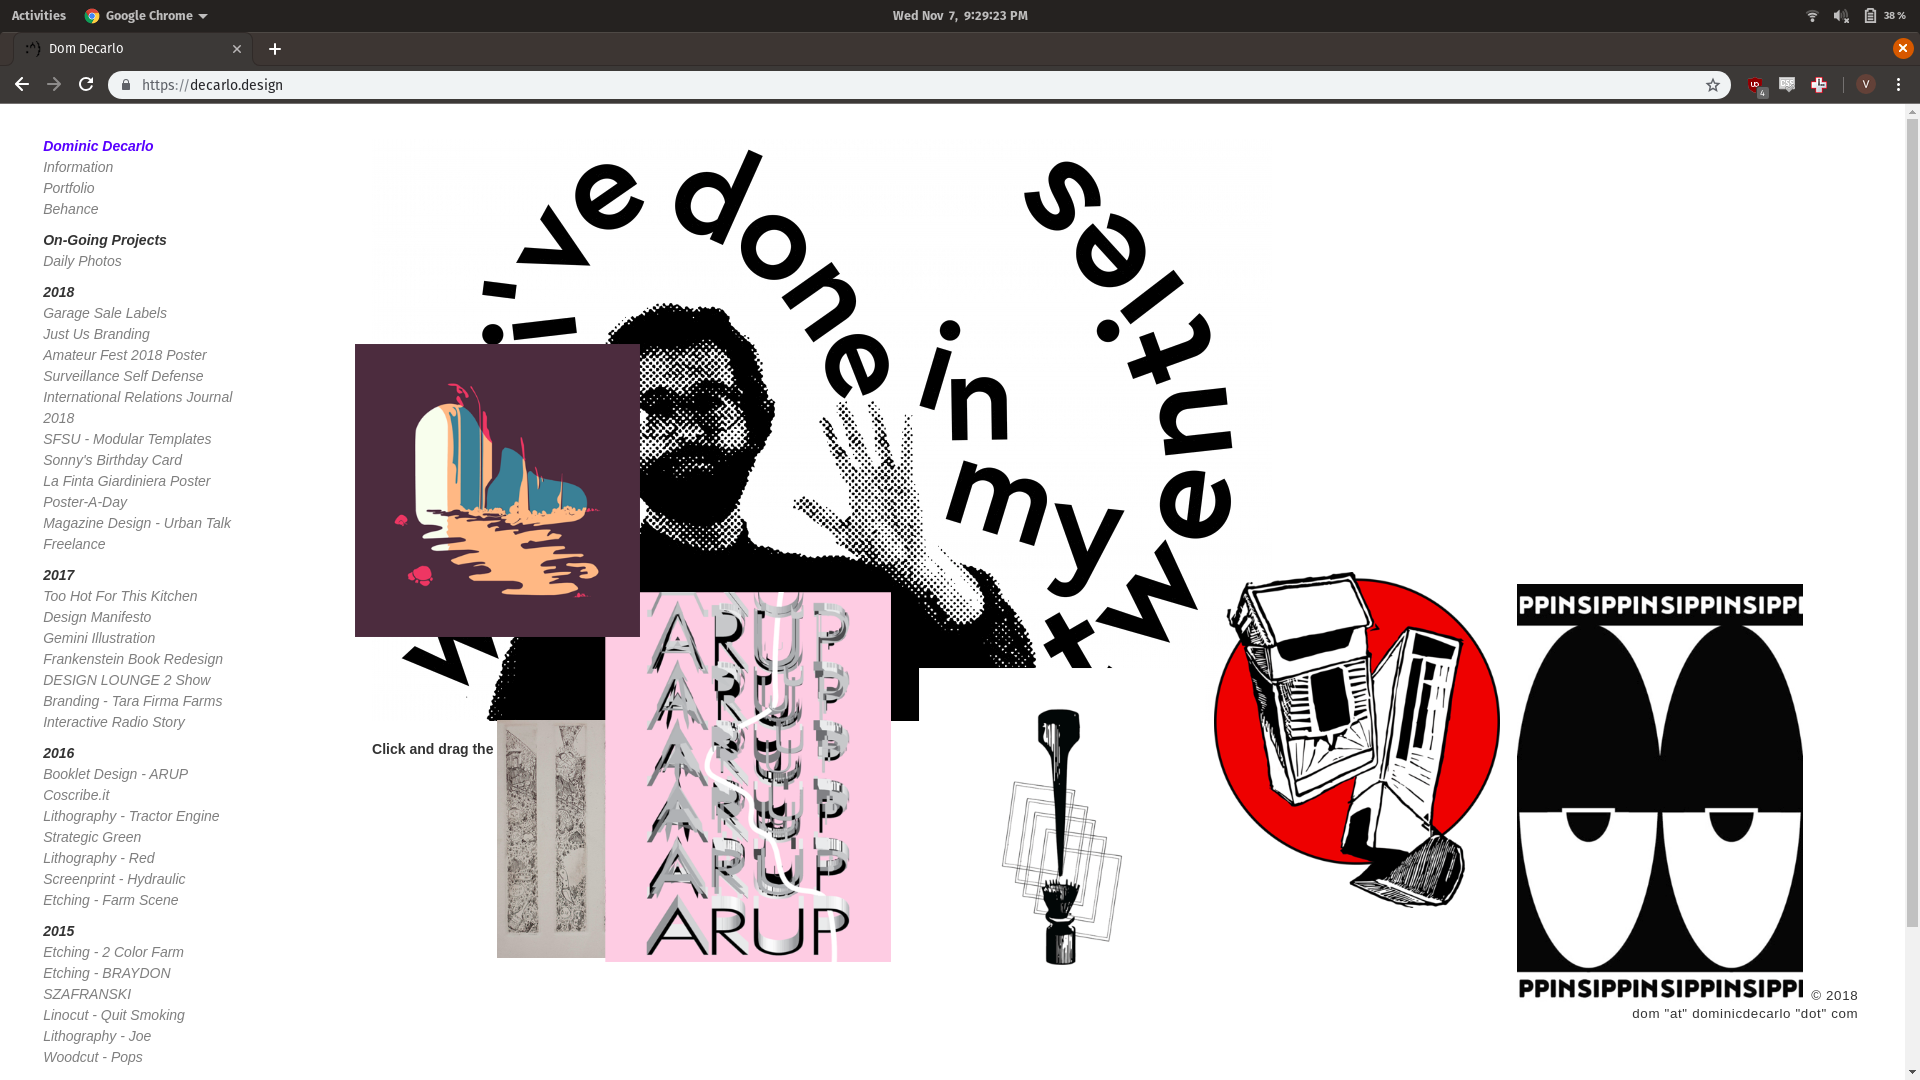 Activities
Google Chrome
Wed Nov 7, 9:29:23 PM
38 %
Dom Decarlo
https://decarlo.design
4
V
Dominic Decarlo
Information
Portfolio
Behance
On-Going Projects
Daily Photos
2018
Garage Sale Labels
Just Us Branding
Amateur Fest 2018 Poster
Surveillance Self Defense
International Relations Journal
2018
SFSU - Modular Templates
Sonny's Birthday Card
La Finta Giardiniera Poster
Poster-A-Day
Magazine Design - Urban Talk
Freelance
2017
Too Hot For This Kitchen
Design Manifesto
Gemini Illustration
Frankenstein Book Redesign
DESIGN LOUNGE 2 Show
Branding - Tara Firma Farms
Interactive Radio Story
2016
Booklet Design - ARUP
Coscribe.it
Lithography - Tractor Engine
Strategic Green
Lithography - Red
Screenprint - Hydraulic
Etching - Farm Scene
2015
Etching - 2 Color Farm
Etching - BRAYDON
SZAFRANSKI
Linocut - Quit Smoking
Lithography - Joe
Woodcut - Pops
i've done in my twenties
Click and drag the
ARUP
ARUP
ARUP
ARUP
ARUP
ARUP
PPINSIPPINSIPPINSIPPI
PPINSIPPINSIPPINSIPPI
© 2018
dom "at" dominicdecarlo "dot" com